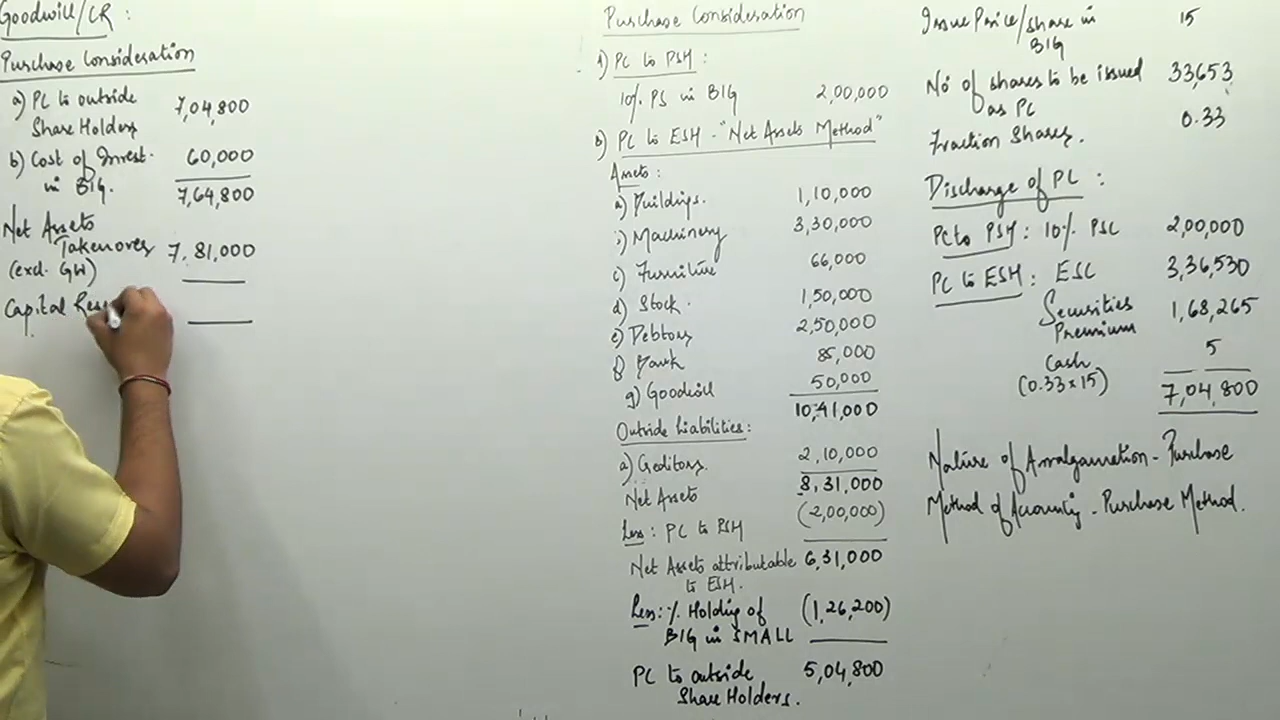 Goodwill/CR :
Purchase Consideration
a) PC to outside 7,04,800
Share Holders
b) Cost of Invest. 60,000
in BIG. 7,64,800
Net Assets
Takenover 7,81,000
(excl. GW)
Capital Rese
Purchase Consideration
1) PC to PSH :
10% PS in BIG 2,00,000
PC to ESH - "Net Assets Method"
Assets :
a) Buildings. 1,10,000
Machinery 3,30,000
c) Furniture 66,000
d) Stock. 1,50,000
e) Debtors 2,50,000
f) Bank 85,000
g) Goodwill 50,000
10,41,000
Outside Liabilities:
a) Creditors. 2,10,000
Net Assets 8,31,000
Less: PC to PSH (2,00,000)
Net Assets attributable 6,31,000
to ESH.
Less: % Holding of (1,26,200)
BIG in SMALL
PC to outside 5,04,800
Share Holders.
Issue Price/share in 15
BIG
No of shares to be issued 33,653
as PC
Fraction Shares. 0.33
Discharge of PC :
PC to PSH : 10% PSC 2,00,000
PC to ESH : ESC 3,36,530
Securities 1,68,265
Premium
Cash 5
(0.33x15) 7,04,800
Nature of Amalgamation - Purchase
Method of Accounting - Purchase Method.